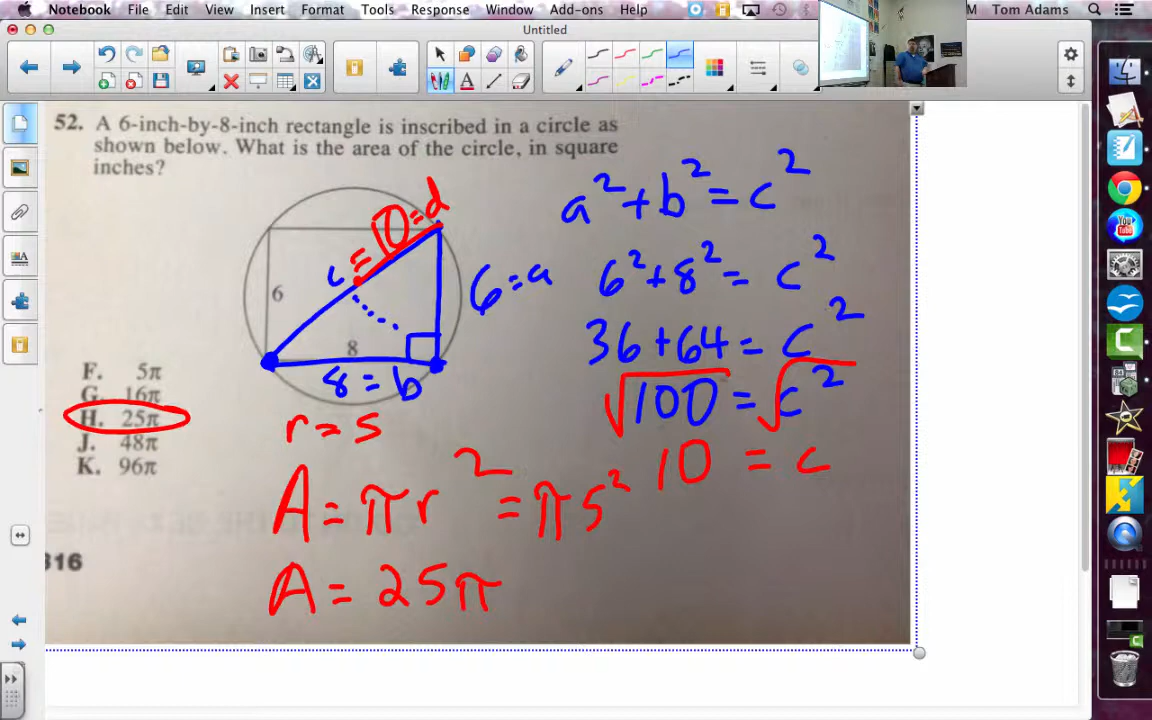 Notebook File Edit View Insert Format Tools Response Window Add-ons Help
Tom Adams
Untitled
52. A 6-inch-by-8-inch rectangle is inscribed in a circle as
shown below. What is the area of the circle, in square
inches?
6
8
c = 10 = d
6 = a
8 = b
F. 5π
G. 16π
H. 25π
J. 48π
K. 96π
316
a² + b² = c²
6² + 8² = c²
36 + 64 = c²
√100 = √c²
10 = c
r = 5
A = πr² = π5²
A = 25π
You
Tube